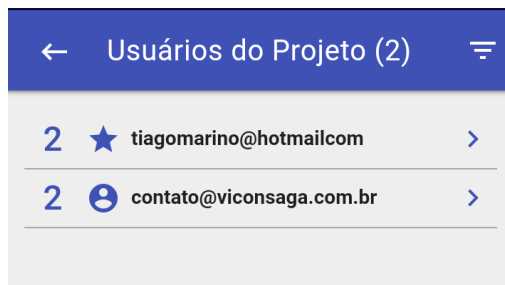 Usuários do Projeto (2)
2 tiagomarino@hotmailcom
2 contato@viconsaga.com.br